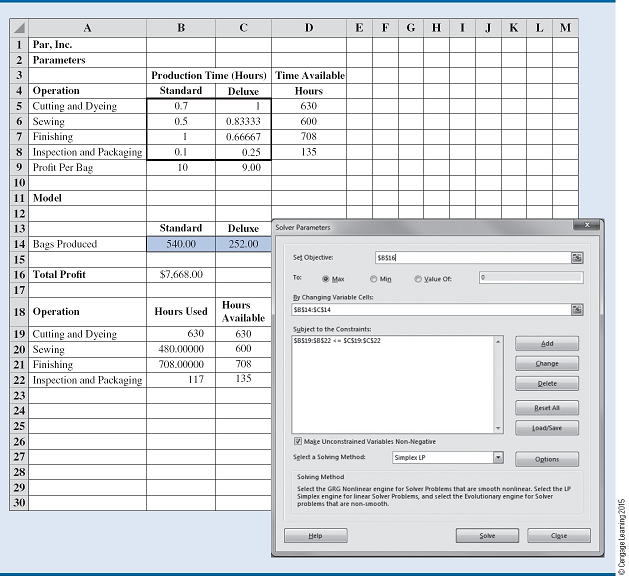 A B C D E F G H I J K L M
1 Par, Inc.
2 Parameters
3 Production Time (Hours) Time Available
4 Operation Standard Deluxe Hours
5 Cutting and Dyeing 0.7 1 630
6 Sewing 0.5 0.83333 600
7 Finishing 1 0.66667 708
8 Inspection and Packaging 0.1 0.25 135
9 Profit Per Bag 10 9.00
10
11 Model
12
13 Standard Deluxe
14 Bags Produced 540.00 252.00
15
16 Total Profit $7,668.00
17
18 Operation Hours Used Hours Available
19 Cutting and Dyeing 630 630
20 Sewing 480.00000 600
21 Finishing 708.00000 708
22 Inspection and Packaging 117 135
23
24
25
26
27
28
29
30
Solver Parameters
Set Objective: $B$16
To: Max Min Value Of: 0
By Changing Variable Cells:
$B$14:$C$14
Subject to the Constraints:
$B$19:$B$22 <= $C$19:$C$22
Add
Change
Delete
Reset All
Load/Save
Make Unconstrained Variables Non-Negative
Select a Solving Method: Simplex LP Options
Solving Method
Select the GRG Nonlinear engine for Solver Problems that are smooth nonlinear. Select the LP
Simplex engine for linear Solver Problems, and select the Evolutionary engine for Solver
problems that are non-smooth.
Help Solve Close
© Cengage Learning 2015